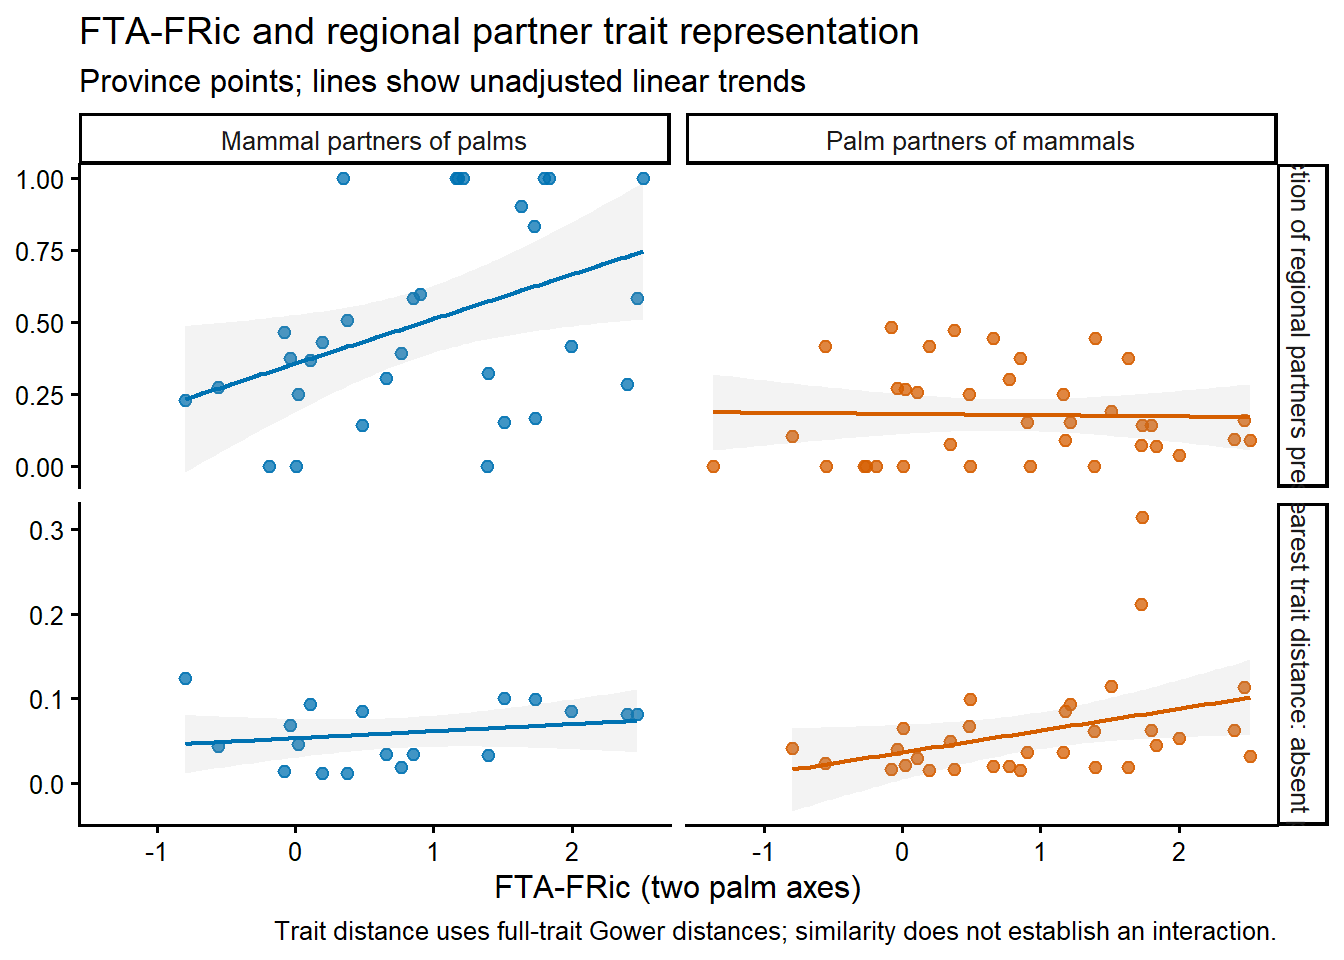 FTA-FRic and regional partner trait representation
Province points; lines show unadjusted linear trends
Mammal partners of palms
Palm partners of mammals
1.00
0.75
0.50
0.25
0.00
of regional partners
0.3
0.2
0.1
0.0
trait distance: absent
-1 0 1 2
-1 0 1 2
FTA-FRic (two palm axes)
Trait distance uses full-trait Gower distances; similarity does not establish an interaction.